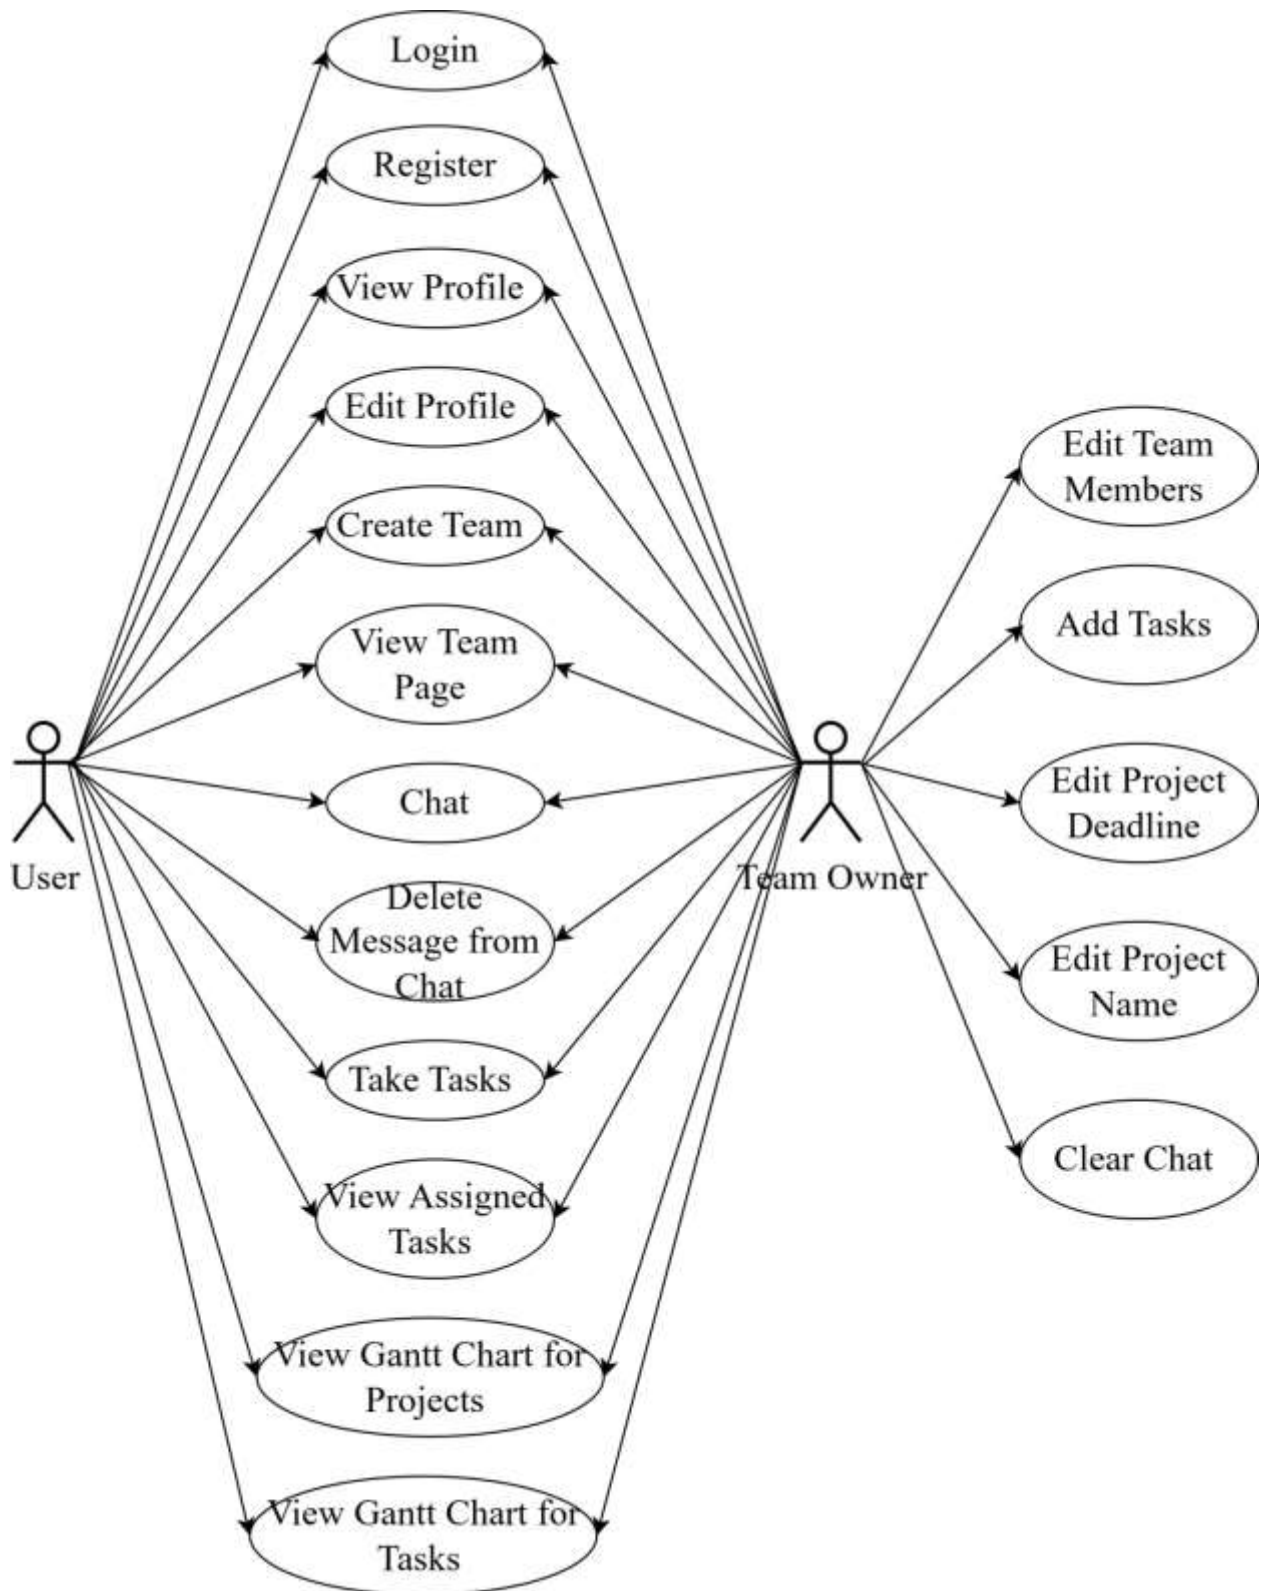 Login
Register
View Profile
Edit Profile
Create Team
View Team
Page
Chat
Delete
Message from
Chat
Take Tasks
View Assigned
Tasks
View Gantt Chart for
Projects
View Gantt Chart for
Tasks
User
Team Owner
Edit Team
Members
Add Tasks
Edit Project
Deadline
Edit Project
Name
Clear Chat